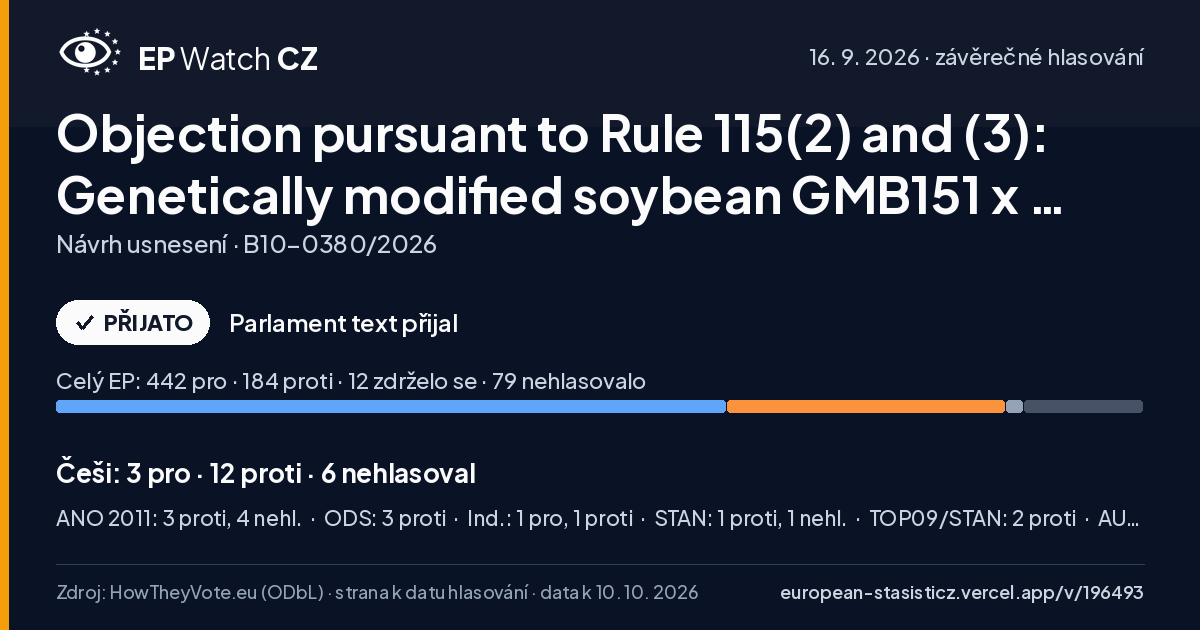 EP Watch CZ
16. 9. 2026 · závěrečné hlasování
Objection pursuant to Rule 115(2) and (3):
Genetically modified soybean GMB151 x …
Návrh usnesení · B10-0380/2026
✓ PŘIJATO
Parlament text přijal
Celý EP: 442 pro · 184 proti · 12 zdrželo se · 79 nehlasovalo
Češi: 3 pro · 12 proti · 6 nehlasoval
ANO 2011: 3 proti, 4 nehl. · ODS: 3 proti · Ind.: 1 pro, 1 proti · STAN: 1 proti, 1 nehl. · TOP09/STAN: 2 proti · AU…
Zdroj: HowTheyVote.eu (ODbL) · strana k datu hlasování · data k 10. 10. 2026
european-stasisticz.vercel.app/v/196493